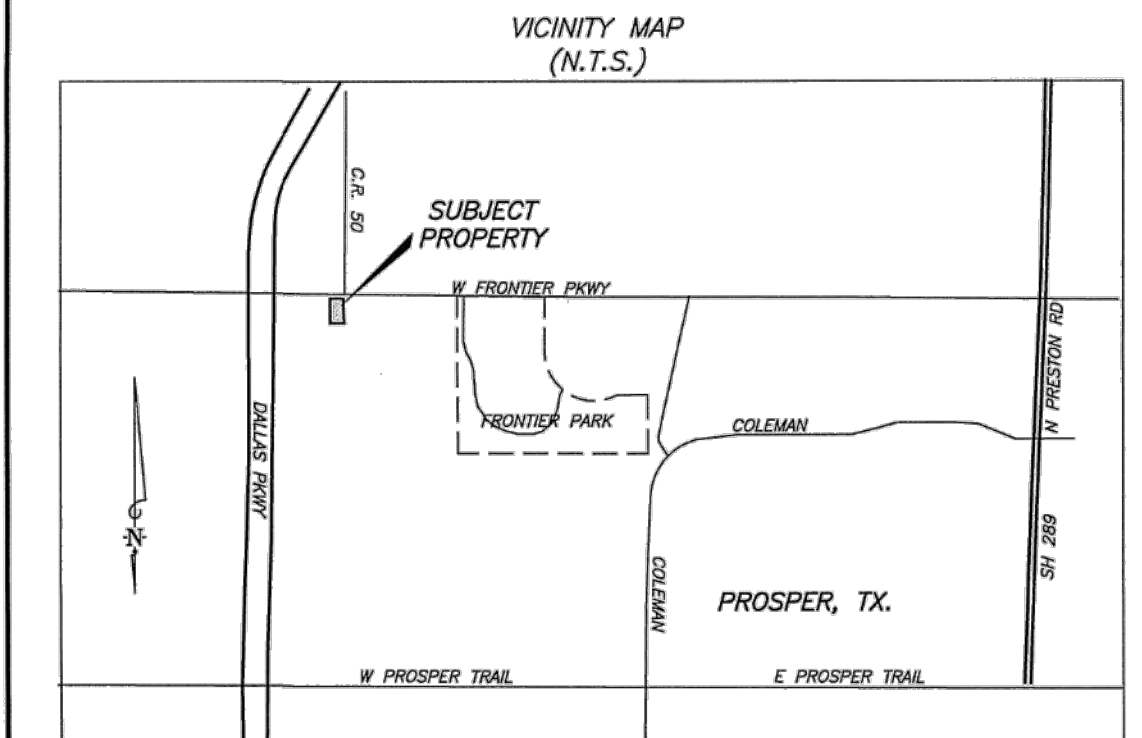 VICINITY MAP
(N.T.S.)
C.R. 50
SUBJECT
PROPERTY
W FRONTIER PKWY
N PRESTON RD
DALLAS PKWY
FRONTIER PARK
COLEMAN
N
SH 289
COLEMAN
PROSPER, TX.
W PROSPER TRAIL
E PROSPER TRAIL